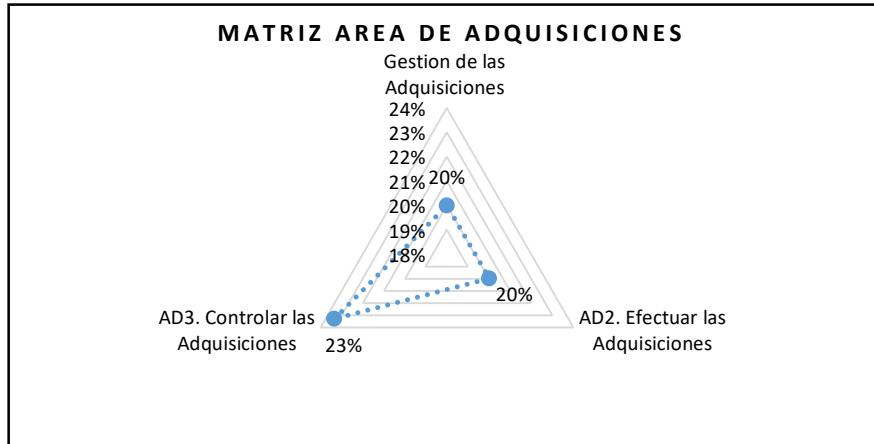 MATRIZ AREA DE ADQUISICIONES
Gestion de las
Adquisiciones
24%
23%
22%
21%
20%
19%
18%
20%
20%
23%
AD3. Controlar las
Adquisiciones
AD2. Efectuar las
Adquisiciones